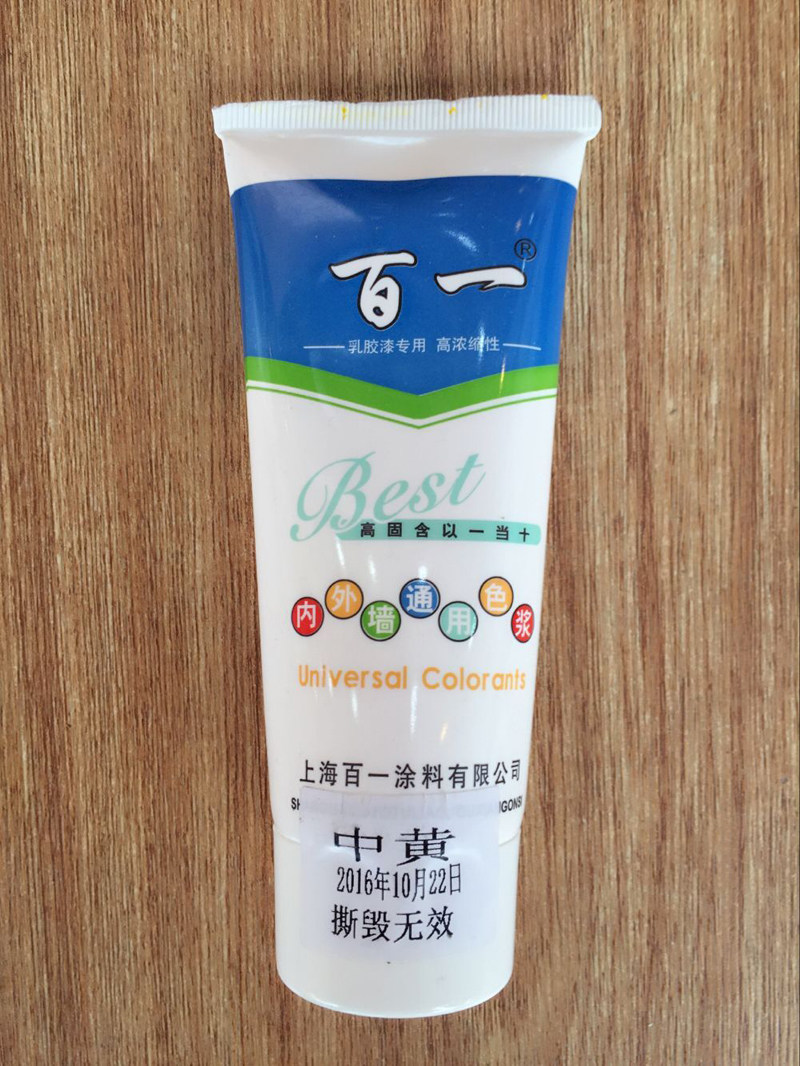 百一®
乳胶漆专用 高浓缩性
Best
高固含以一当十
内外墙通用色浆
Universal Colorants
上海百一涂料有限公司
中黄
2016年10月22日
撕毁无效